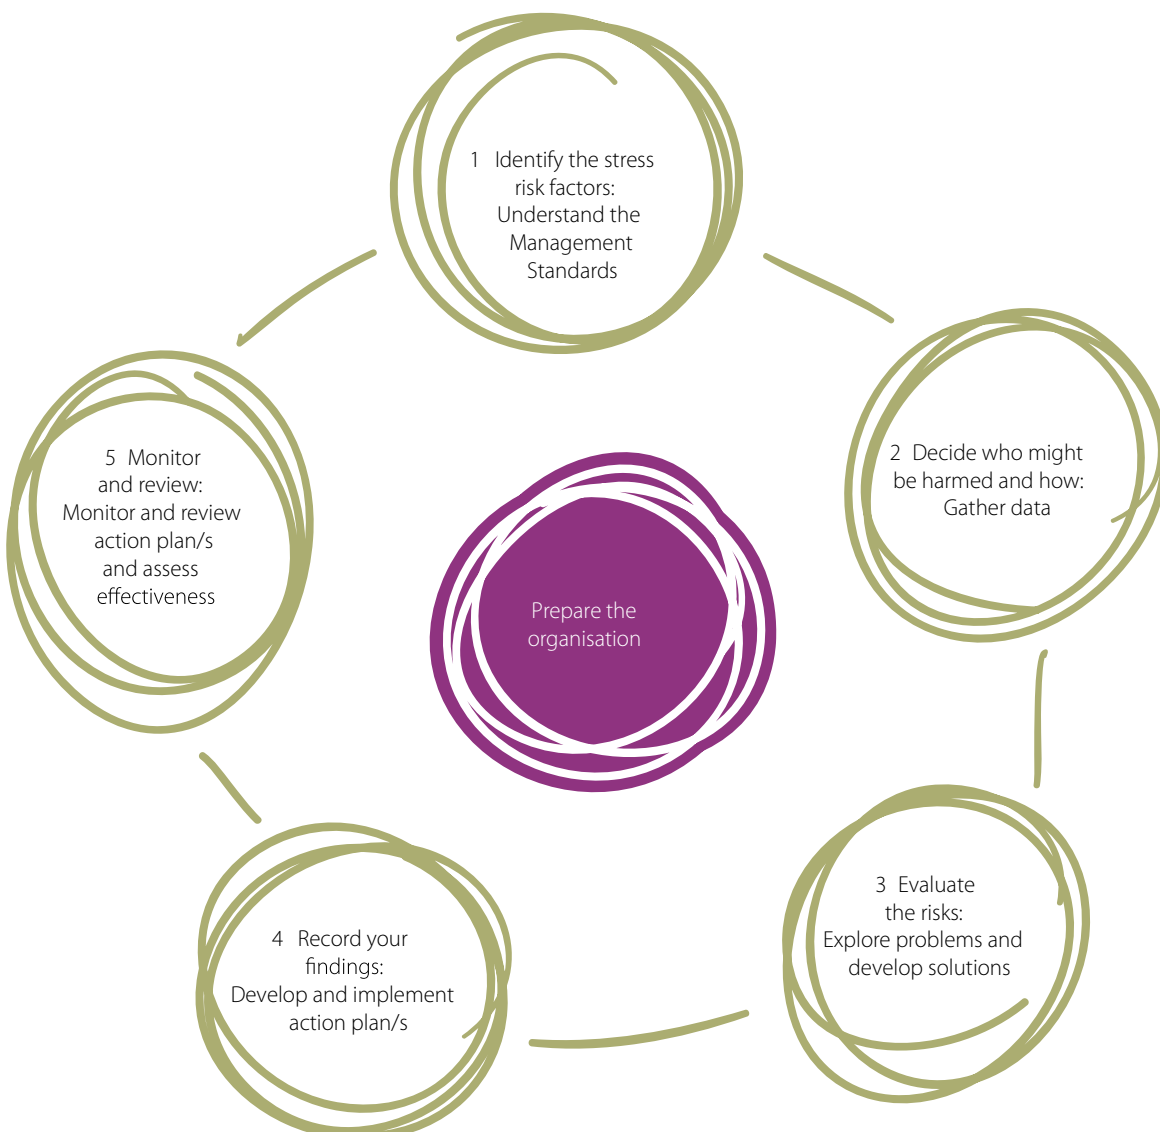 1 Identify the stress
risk factors:
Understand the
Management
Standards
2 Decide who might
be harmed and how:
Gather data
3 Evaluate
the risks:
Explore problems and
develop solutions
4 Record your
findings:
Develop and implement
action plan/s
5 Monitor
and review:
Monitor and review
action plan/s
and assess
effectiveness
Prepare the
organisation